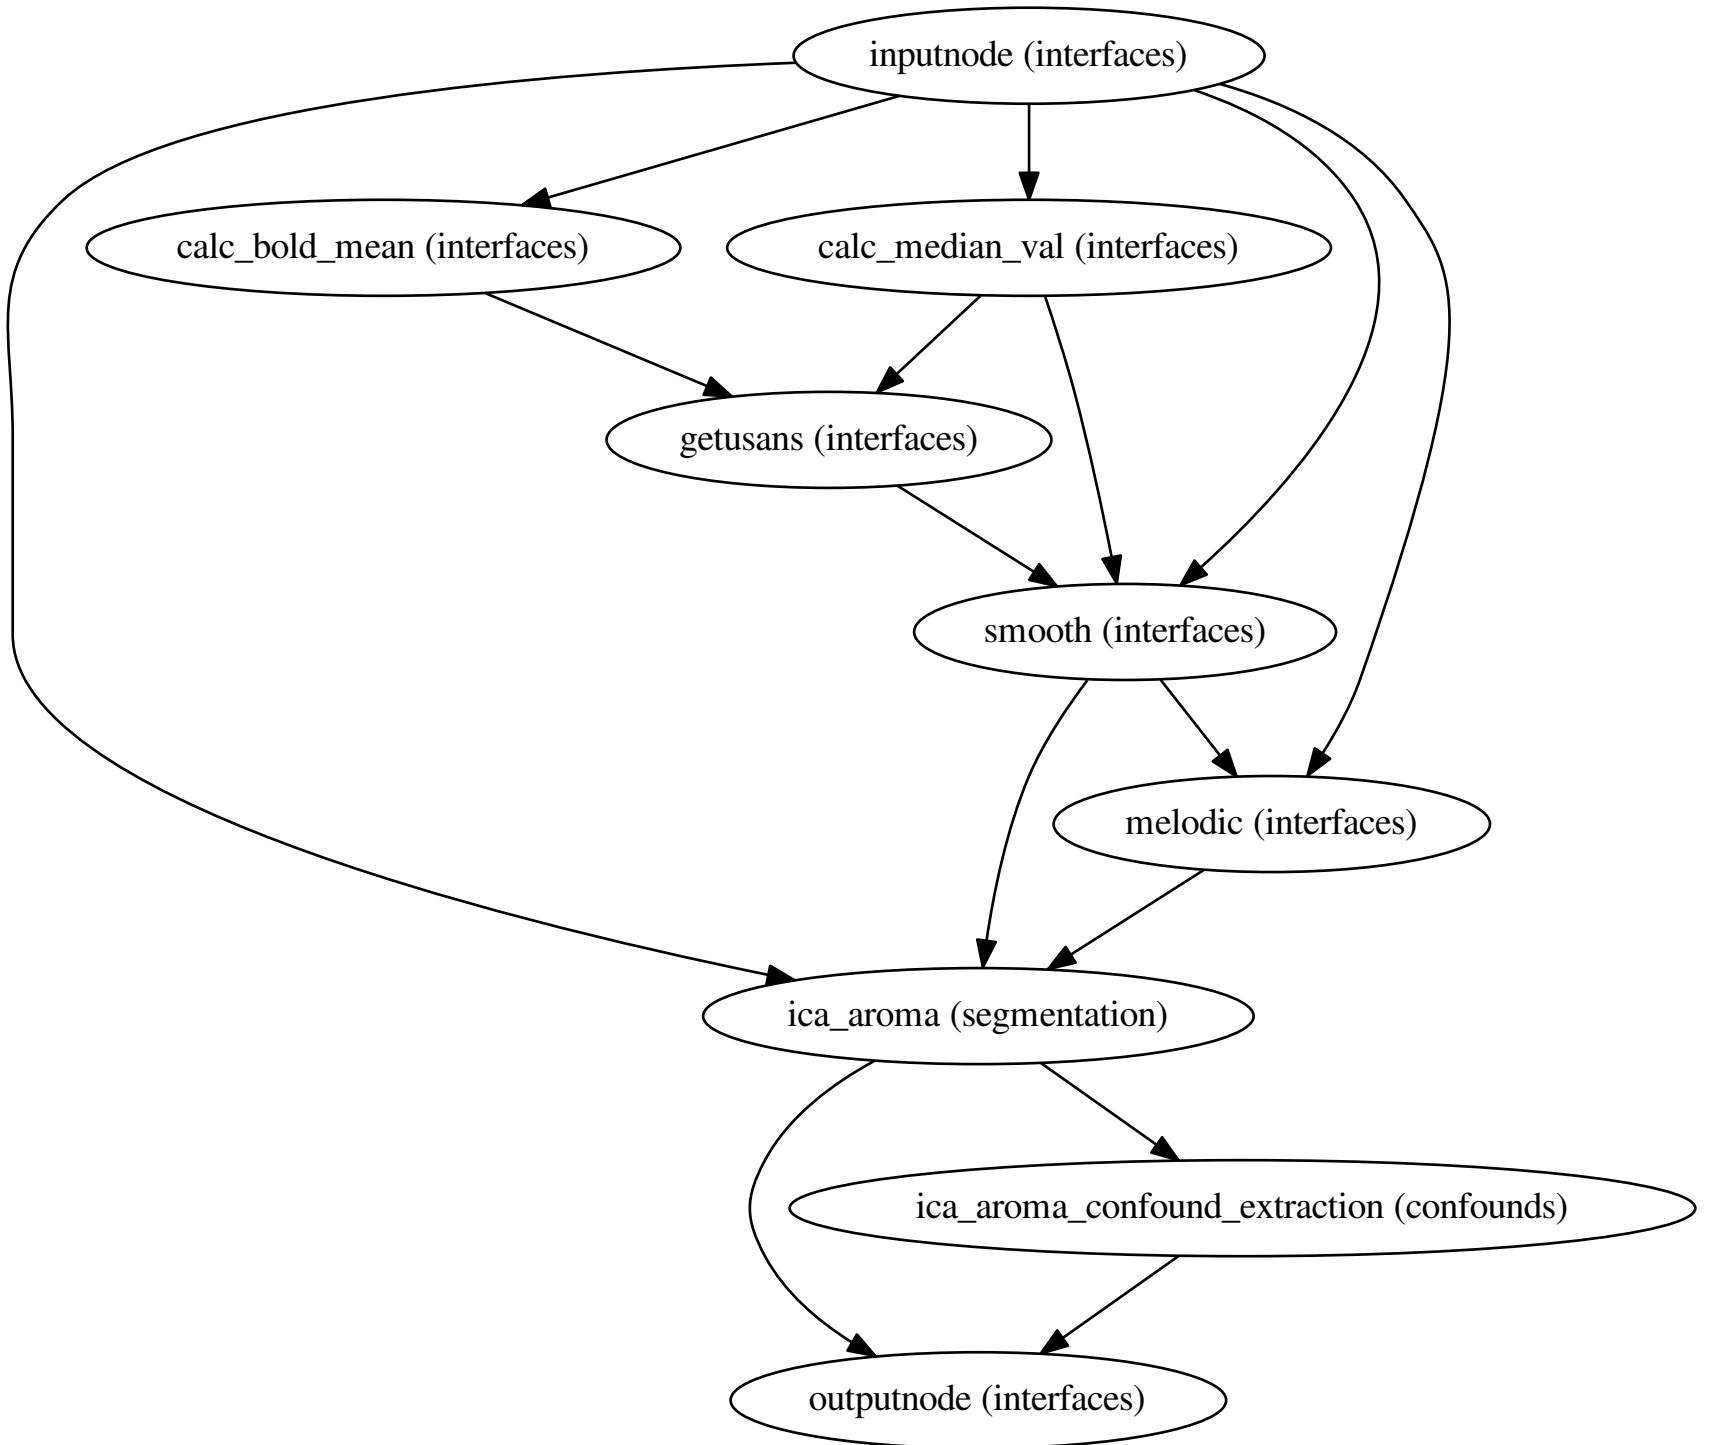 inputnode (interfaces)
calc_bold_mean (interfaces)
calc_median_val (interfaces)
getusans (interfaces)
smooth (interfaces)
melodic (interfaces)
ica_aroma (segmentation)
ica_aroma_confound_extraction (confounds)
outputnode (interfaces)